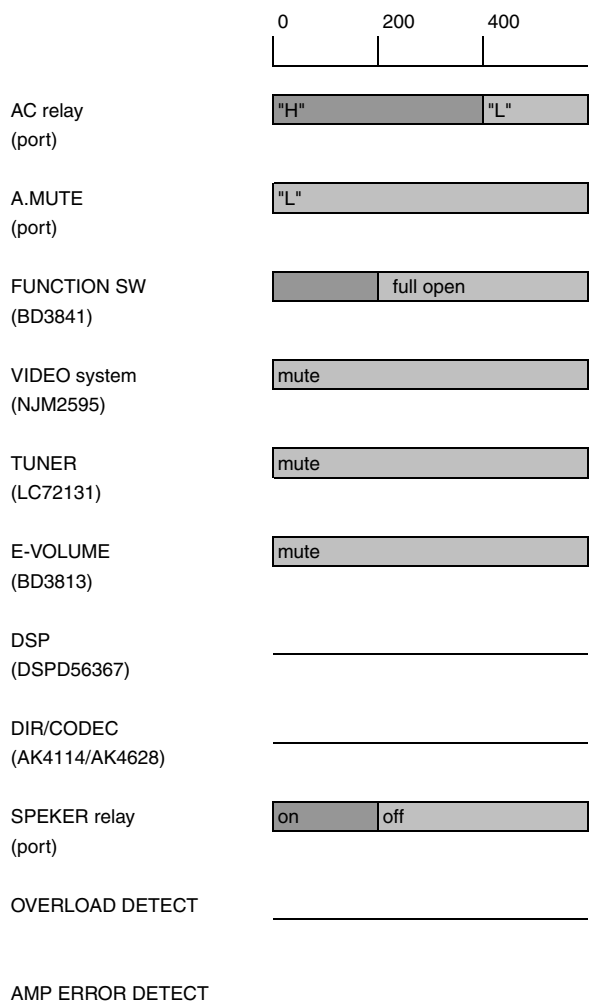 0 200 400
AC relay "H" "L"
(port)
A.MUTE "L"
(port)
FUNCTION SW full open
(BD3841)
VIDEO system mute
(NJM2595)
TUNER mute
(LC72131)
E-VOLUME mute
(BD3813)
DSP
(DSPD56367)
DIR/CODEC
(AK4114/AK4628)
SPEKER relay on off
(port)
OVERLOAD DETECT
AMP ERROR DETECT